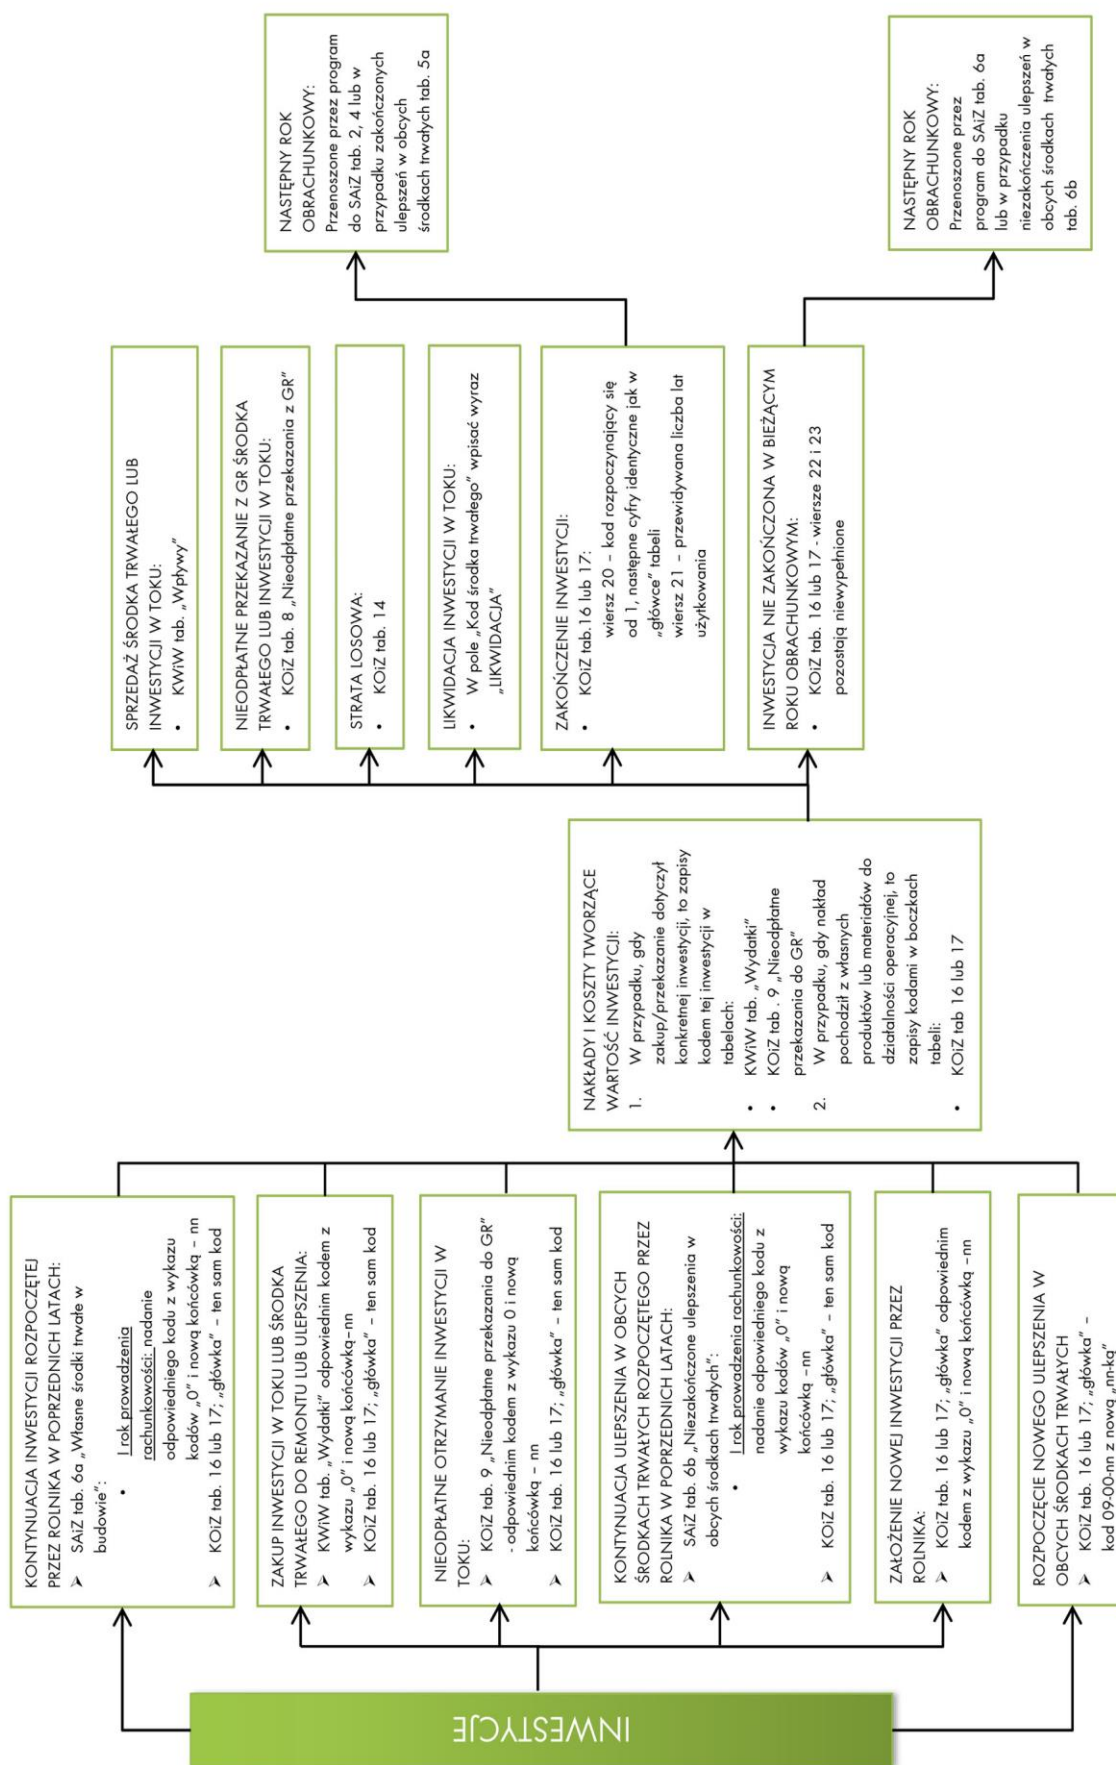 INWESTYCJE
KONTYNUACJA INWESTYCJI ROZPOCZĘTEJ
PRZEZ ROLNIKA W POPRZEDNICH LATACH:
➢ SAiZ tab. 6a „Własne środki trwałe w
budowie":
• I rok prowadzenia
rachunkowości: nadanie
odpowiedniego kodu z wykazu
kodów „0" i nową końcówką – nn
➢ KOiZ tab. 16 lub 17; „główka" – ten sam kod
ZAKUP INWESTYCJI W TOKU LUB ŚRODKA
TRWAŁEGO DO REMONTU LUB ULEPSZENIA:
➢ KWiW tab. „Wydatki" odpowiednim kodem z
wykazu „0" i nową końcówką–nn
➢ KOiZ tab. 16 lub 17; „główka" – ten sam kod
NIEODPŁATNE OTRZYMANIE INWESTYCJI W
TOKU:
➢ KOiZ tab. 9 „Nieodpłatne przekazania do GR"
- odpowiednim kodem z wykazu 0 i nową
końcówką – nn
➢ KOiZ tab. 16 lub 17; „główka" – ten sam kod
KONTYNUACJA ULEPSZENIA W OBCYCH
ŚRODKACH TRWAŁYCH ROZPOCZĘTEGO PRZEZ
ROLNIKA W POPRZEDNICH LATACH:
➢ SAiZ tab. 6b „Niezakończone ulepszenia w
obcych środkach trwałych":
• I rok prowadzenia rachunkowości:
nadanie odpowiedniego kodu z
wykazu kodów „0" i nową
końcówką –nn
➢ KOiZ tab. 16 lub 17; „główka" – ten sam kod
ZAŁOŻENIE NOWEJ INWESTYCJI PRZEZ
ROLNIKA:
➢ KOiZ tab. 16 lub 17; „główka" odpowiednim
kodem z wykazu „0" i nową końcówką –nn
ROZPOCZĘCIE NOWEGO ULEPSZENIA W
OBCYCH ŚRODKACH TRWAŁYCH
➢ KOiZ tab. 16 lub 17; „główka" –
kod 09-00-nn z nową „nn-ką"
NAKŁADY I KOSZTY TWORZĄCE
WARTOŚĆ INWESTYCJI:
1. W przypadku, gdy
zakup/przekazanie dotyczył
konkretnej inwestycji, to zapisy
kodem tej inwestycji w
tabelach:
• KWiW tab. „Wydatki"
• KOiZ tab . 9 „Nieodpłatne
przekazania do GR"
2. W przypadku, gdy nakład
pochodził z własnych
produktów lub materiałów do
działalności operacyjnej, to
zapisy kodami w boczkach
tabeli:
• KOiZ tab 16 lub 17
SPRZEDAŻ ŚRODKA TRWAŁEGO LUB
INWESTYCJI W TOKU:
• KWiW tab. „Wpływy"
NIEODPŁATNE PRZEKAZANIE Z GR ŚRODKA
TRWAŁEGO LUB INWESTYCJI W TOKU:
• KOiZ tab. 8 „Nieodpłatne przekazania z GR"
STRATA LOSOWA:
• KOiZ tab. 14
LIKWIDACJA INWESTYCJI W TOKU:
• W pole „Kod środka trwałego" wpisać wyraz
„LIKWIDACJA"
ZAKOŃCZENIE INWESTYCJI:
• KOiZ tab.16 lub 17:
wiersz 20 – kod rozpoczynający się
od 1, następne cyfry identyczne jak w
„główce" tabeli
wiersz 21 – przewidywana liczba lat
użytkowania
INWESTYCJA NIE ZAKOŃCZONA W BIEŻĄCYM
ROKU OBRACHUNKOWYM:
• KOiZ tab. 16 lub 17 - wiersze 22 i 23
pozostają niewypełnione
NASTĘPNY ROK
OBRACHUNKOWY:
Przenoszone przez program
do SAiZ tab. 2, 4 lub w
przypadku zakończonych
ulepszeń w obcych
środkach trwałych tab. 5a
NASTĘPNY ROK
OBRACHUNKOWY:
Przenoszone przez
program do SAiZ tab. 6a
lub w przypadku
niezakończenia ulepszeń w
obcych środkach trwałych
tab. 6b